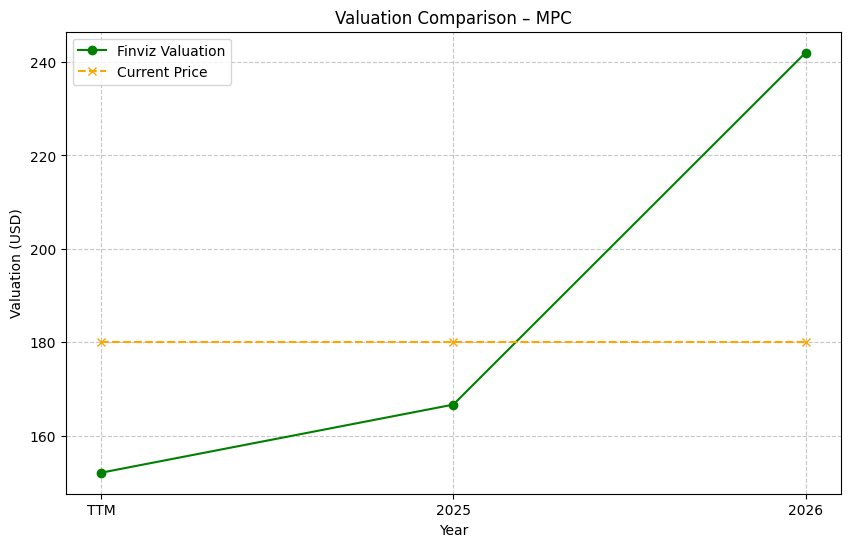 Valuation Comparison – MPC
Finviz Valuation
Current Price
Valuation (USD)
240
220
200
180
160
TTM
2025
2026
Year